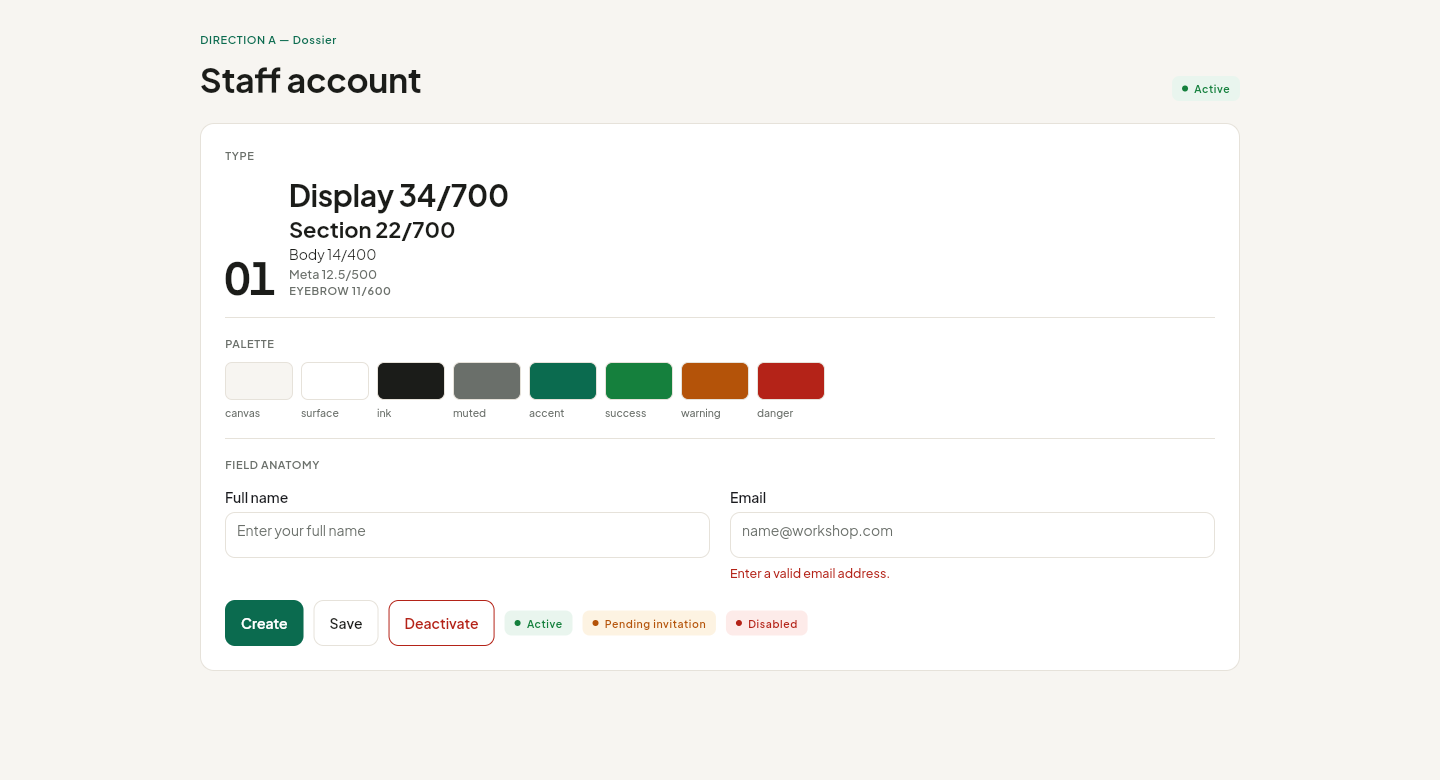 DIRECTION A — Dossier
Staff account
Active
TYPE
01
Display 34/700
Section 22/700
Body 14/400
Meta 12.5/500
EYEBROW 11/600
PALETTE
canvas surface ink muted accent success warning danger
FIELD ANATOMY
Full name Email
Enter your full name name@workshop.com
Enter a valid email address.
Create Save Deactivate Active Pending invitation Disabled